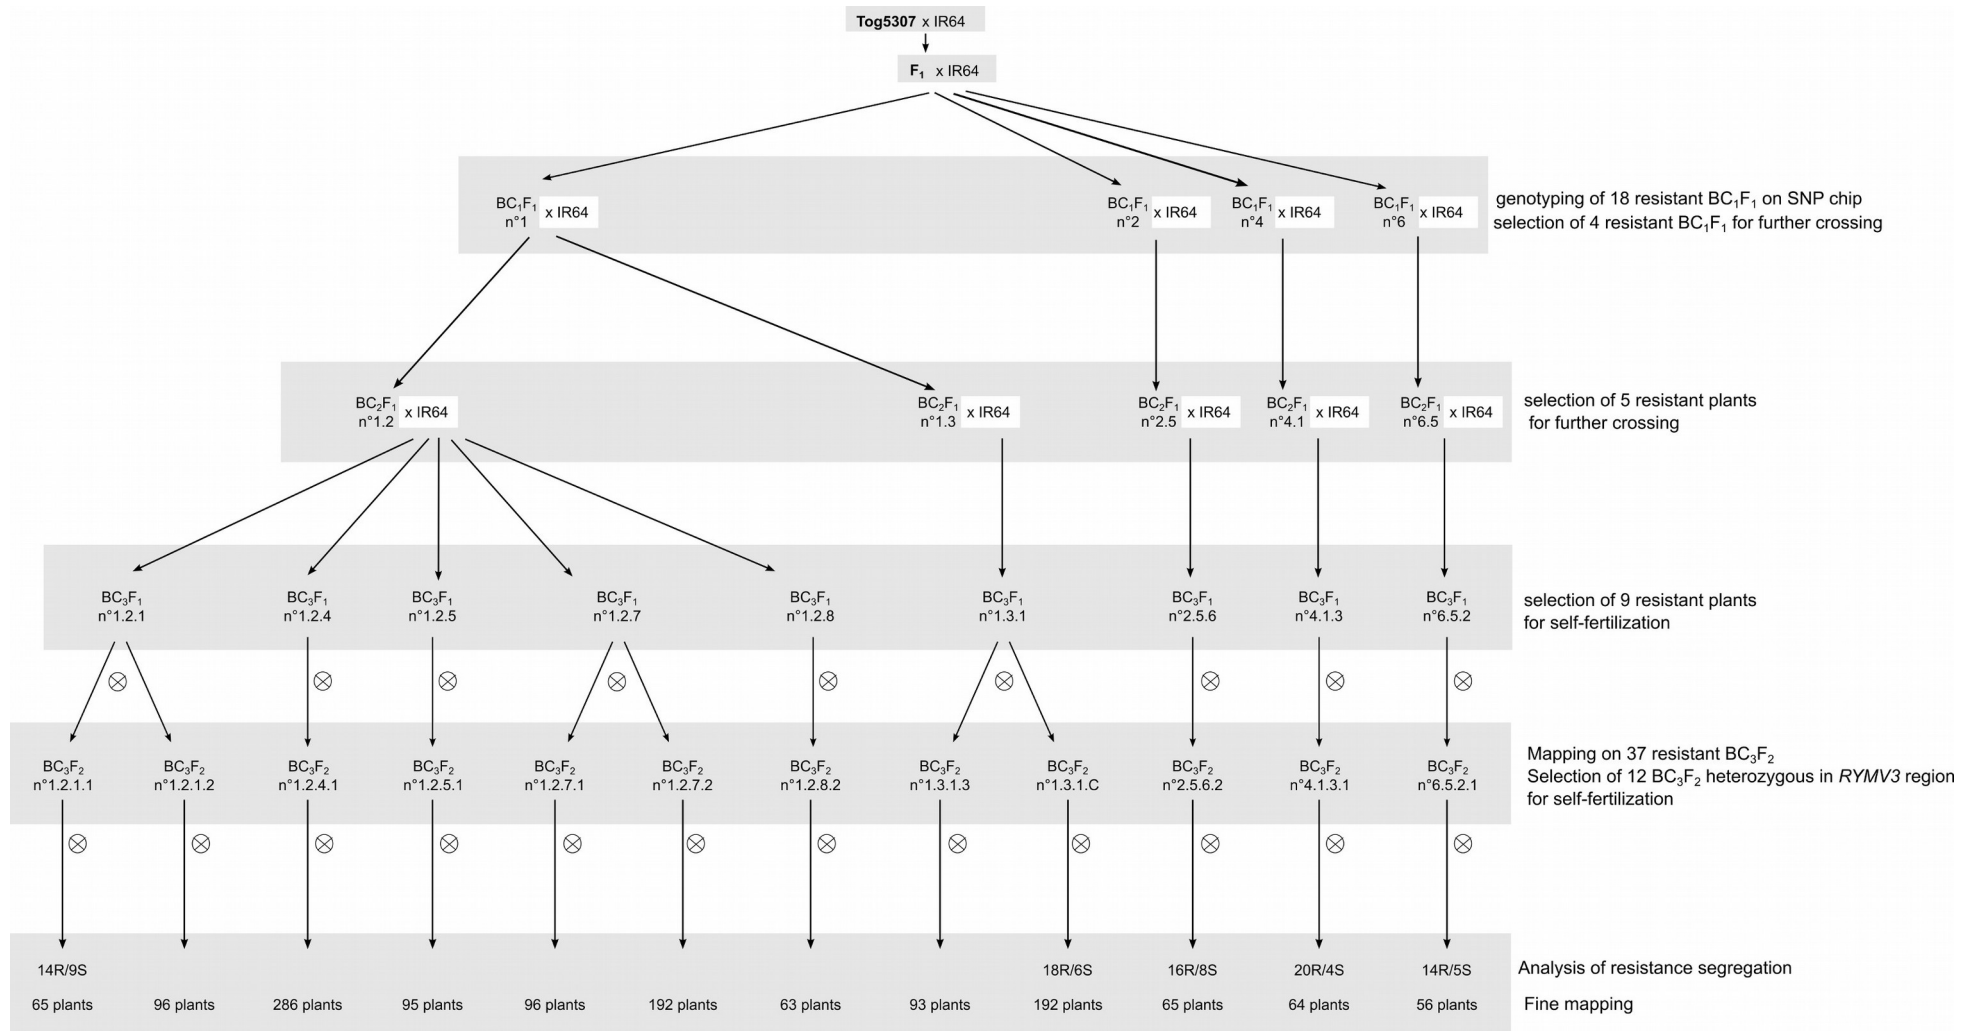 Tog5307 x IR64
F₁ x IR64
BC₁F₁ x IR64
n°1
BC₁F₁ x IR64
n°2
BC₁F₁ x IR64
n°4
BC₁F₁ x IR64
n°6
genotyping of 18 resistant BC₁F₁ on SNP chip
selection of 4 resistant BC₁F₁ for further crossing
BC₂F₁ x IR64
n°1.2
BC₂F₁ x IR64
n°1.3
BC₂F₁ x IR64
n°2.5
BC₂F₁ x IR64
n°4.1
BC₂F₁ x IR64
n°6.5
selection of 5 resistant plants
for further crossing
BC₃F₁
n°1.2.1
BC₃F₁
n°1.2.4
BC₃F₁
n°1.2.5
BC₃F₁
n°1.2.7
BC₃F₁
n°1.2.8
BC₃F₁
n°1.3.1
BC₃F₁
n°2.5.6
BC₃F₁
n°4.1.3
BC₃F₁
n°6.5.2
selection of 9 resistant plants
for self-fertilization
BC₃F₂
n°1.2.1.1
BC₃F₂
n°1.2.1.2
BC₃F₂
n°1.2.4.1
BC₃F₂
n°1.2.5.1
BC₃F₂
n°1.2.7.1
BC₃F₂
n°1.2.7.2
BC₃F₂
n°1.2.8.2
BC₃F₂
n°1.3.1.3
BC₃F₂
n°1.3.1.C
BC₃F₂
n°2.5.6.2
BC₃F₂
n°4.1.3.1
BC₃F₂
n°6.5.2.1
Mapping on 37 resistant BC₃F₂
Selection of 12 BC₃F₂ heterozygous in RYMV3 region
for self-fertilization
14R/9S 18R/6S 16R/8S 20R/4S 14R/5S Analysis of resistance segregation
65 plants 96 plants 286 plants 95 plants 96 plants 192 plants 63 plants 93 plants 192 plants 65 plants 64 plants 56 plants Fine mapping